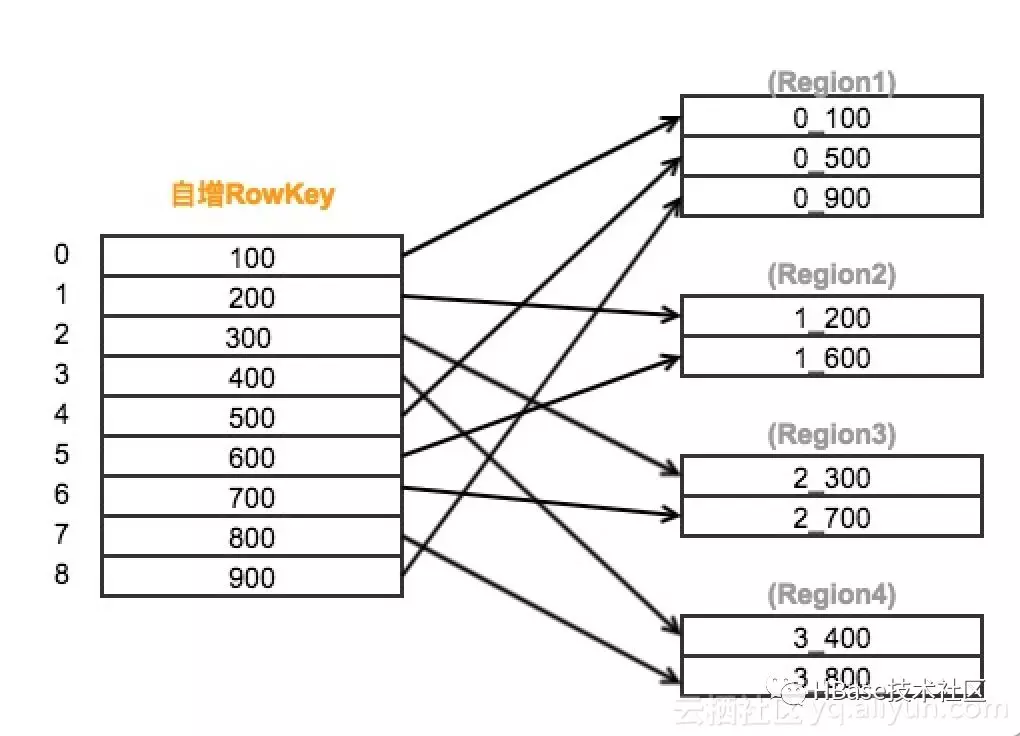 自增RowKey
0 100
1 200
2 300
3 400
4 500
5 600
6 700
7 800
8 900
(Region1)
0_100
0_500
0_900
(Region2)
1_200
1_600
(Region3)
2_300
2_700
(Region4)
3_400
3_800
HBase技术社区
云栖社区 yq.aliyun.com